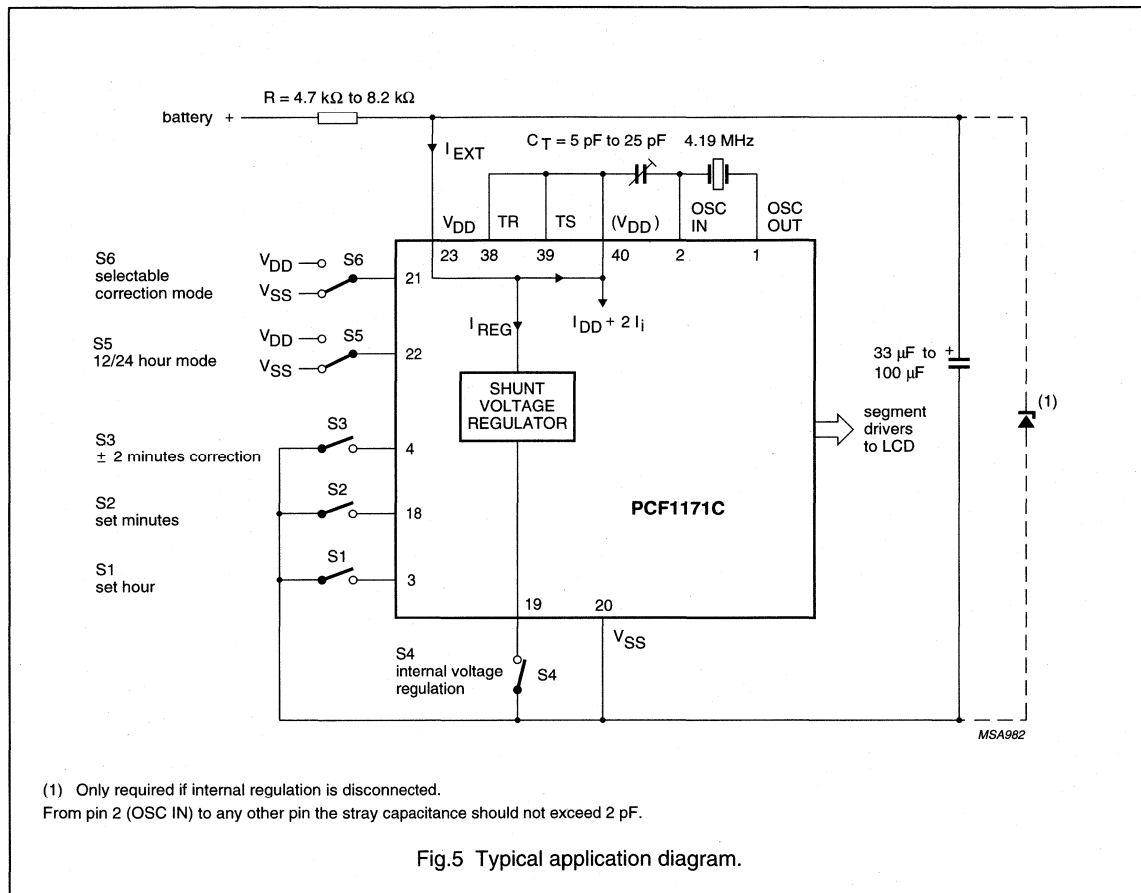 R = 4.7 kΩ to 8.2 kΩ
battery +
I EXT
C T = 5 pF to 25 pF
4.19 MHz
V DD
TR
TS
(V DD )
OSC IN
OSC OUT
23
38
39
40
2
1
S6
selectable
correction mode
V DD
V SS
S6
21
I REG
I DD + 2 I i
S5
12/24 hour mode
V DD
V SS
S5
22
SHUNT
VOLTAGE
REGULATOR
33 µF to +
100 µF
(1)
segment
drivers
to LCD
S3
± 2 minutes correction
S3
4
S2
set minutes
S2
18
PCF1171C
S1
set hour
S1
3
19
20
V SS
S4
internal voltage
regulation
S4
MSA982
(1) Only required if internal regulation is disconnected.
From pin 2 (OSC IN) to any other pin the stray capacitance should not exceed 2 pF.
Fig.5 Typical application diagram.